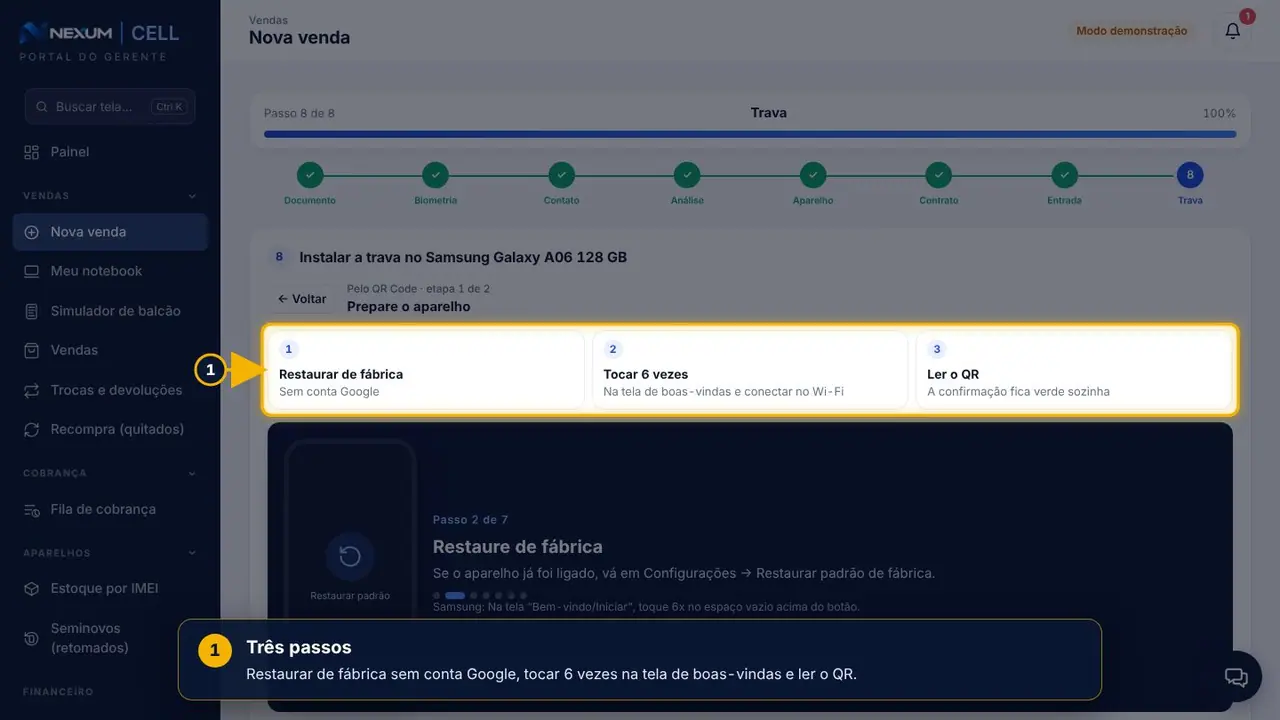 NEXUM | CELL
PORTAL DO GERENTE
Buscar tela... Ctrl K
Painel
VENDAS
Nova venda
Meu notebook
Simulador de balcão
Vendas
Trocas e devoluções
Recompra (quitados)
COBRANÇA
Fila de cobrança
APARELHOS
Estoque por IMEI
Seminovos
(retomados)
FINANCEIRO
Vendas
Nova venda
Modo demonstração
1
Passo 8 de 8
Trava
100%
8
Documento
Biometria
Contato
Análise
Aparelho
Contrato
Entrada
Trava
8 Instalar a trava no Samsung Galaxy A06 128 GB
← Voltar
Pelo QR Code · etapa 1 de 2
Prepare o aparelho
1
1
Restaurar de fábrica
Sem conta Google
2
Tocar 6 vezes
Na tela de boas-vindas e conectar no Wi-Fi
3
Ler o QR
A confirmação fica verde sozinha
Restaurar padrão
Passo 2 de 7
Restaure de fábrica
Se o aparelho já foi ligado, vá em Configurações → Restaurar padrão de fábrica.
Samsung: Na tela "Bem-vindo/Iniciar", toque 6x no espaço vazio acima do botão.
1
Três passos
Restaurar de fábrica sem conta Google, tocar 6 vezes na tela de boas-vindas e ler o QR.